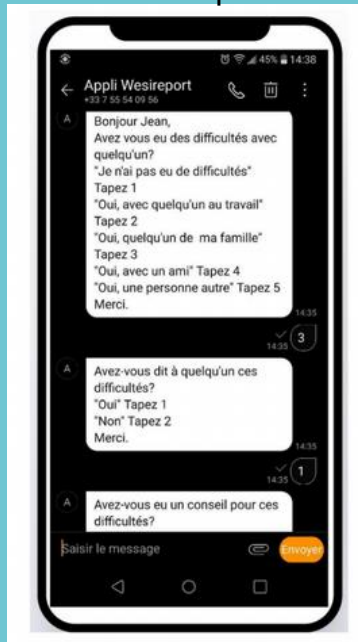 45% 14:38
Appli Wesireport
+33 7 55 54 09 56
A
Bonjour Jean,
Avez vous eu des difficultés avec
quelqu'un?
"Je n'ai pas eu de difficultés"
Tapez 1
"Oui, avec quelqu'un au travail"
Tapez 2
"Oui, quelqu'un de ma famille"
Tapez 3
"Oui, avec un ami" Tapez 4
"Oui, une personne autre" Tapez 5
Merci.
14:35
3
14:35
A
Avez-vous dit à quelqu'un ces
difficultés?
"Oui" Tapez 1
"Non" Tapez 2
Merci.
14:35
1
14:35
A
Avez-vous eu un conseil pour ces
difficultés?
Saisir le message
Envoyer